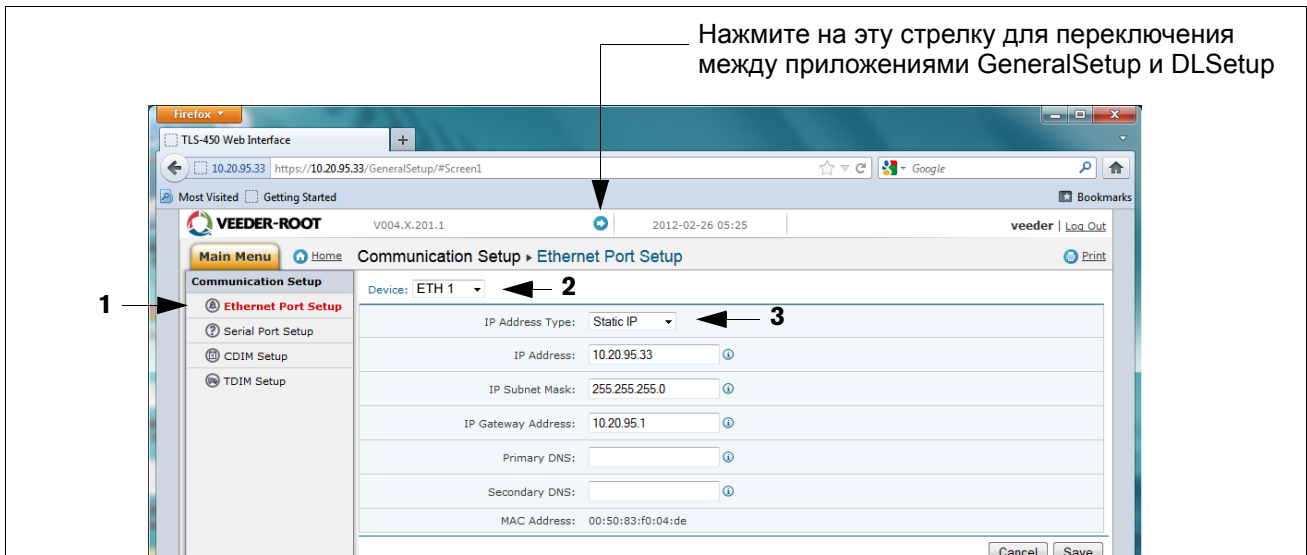 Нажмите на эту стрелку для переключения
между приложениями GeneralSetup и DLSetup
Firefox
TLS-450 Web Interface
+
10.20.95.33 https://10.20.95.33/GeneralSetup/#Screen1
Google
Most Visited Getting Started
Bookmarks
VEEDER-ROOT V004.X.201.1 2012-02-26 05:25 veeder | Log Out
Main Menu Home Communication Setup ▸ Ethernet Port Setup Print
Communication Setup
Device: ETH 1 2
1 Ethernet Port Setup
Serial Port Setup
CDIM Setup
TDIM Setup
IP Address Type: Static IP 3
IP Address: 10.20.95.33
IP Subnet Mask: 255.255.255.0
IP Gateway Address: 10.20.95.1
Primary DNS:
Secondary DNS:
MAC Address: 00:50:83:f0:04:de
Cancel Save